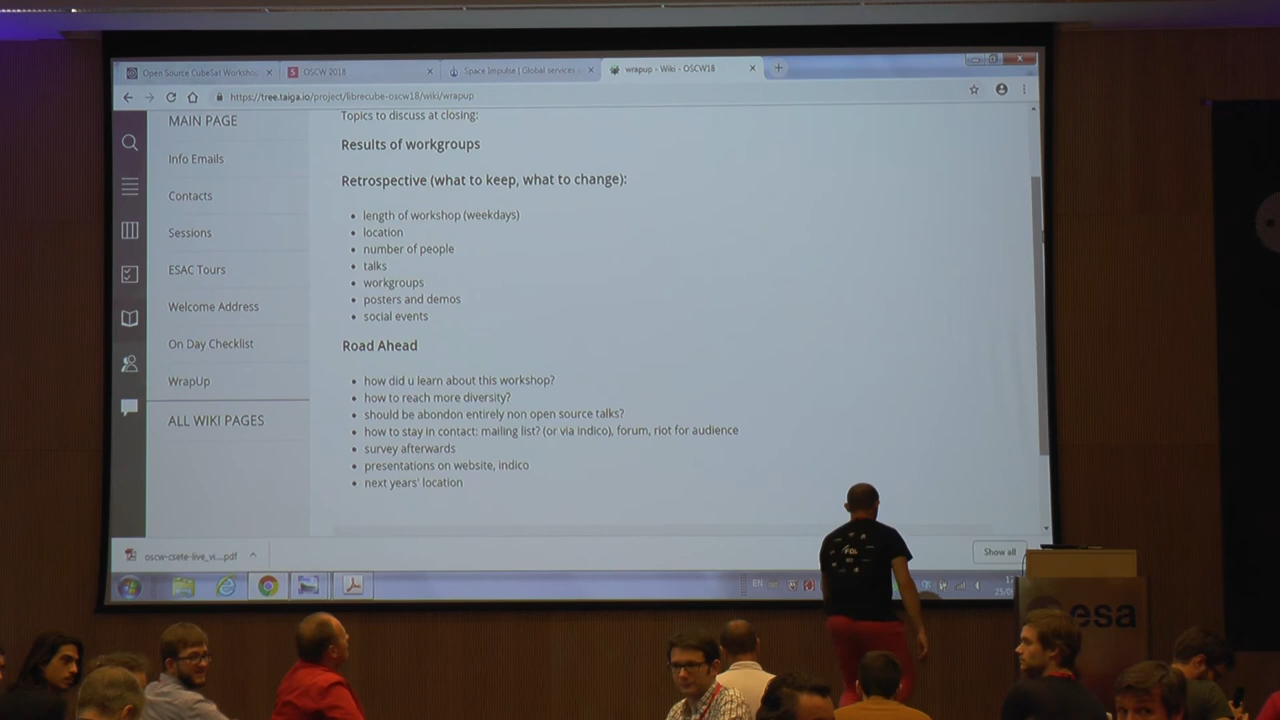 Open Source CubeSat Worksho
OSCW 2018
Space Impulse | Global services
wrapup - Wiki - OSCW18
https://tree.taiga.io/project/librecube-oscw18/wiki/wrapup
MAIN PAGE
Info Emails
Contacts
Sessions
ESAC Tours
Welcome Address
On Day Checklist
WrapUp
ALL WIKI PAGES
Topics to discuss at closing:
Results of workgroups
Retrospective (what to keep, what to change):
length of workshop (weekdays)
location
number of people
talks
workgroups
posters and demos
social events
Road Ahead
how did u learn about this workshop?
how to reach more diversity?
should be abondon entirely non open source talks?
how to stay in contact: mailing list? (or via indico), forum, riot for audience
survey afterwards
presentations on website, indico
next years' location
oscw-csete-live_vi....pdf
Show all
EN
esa